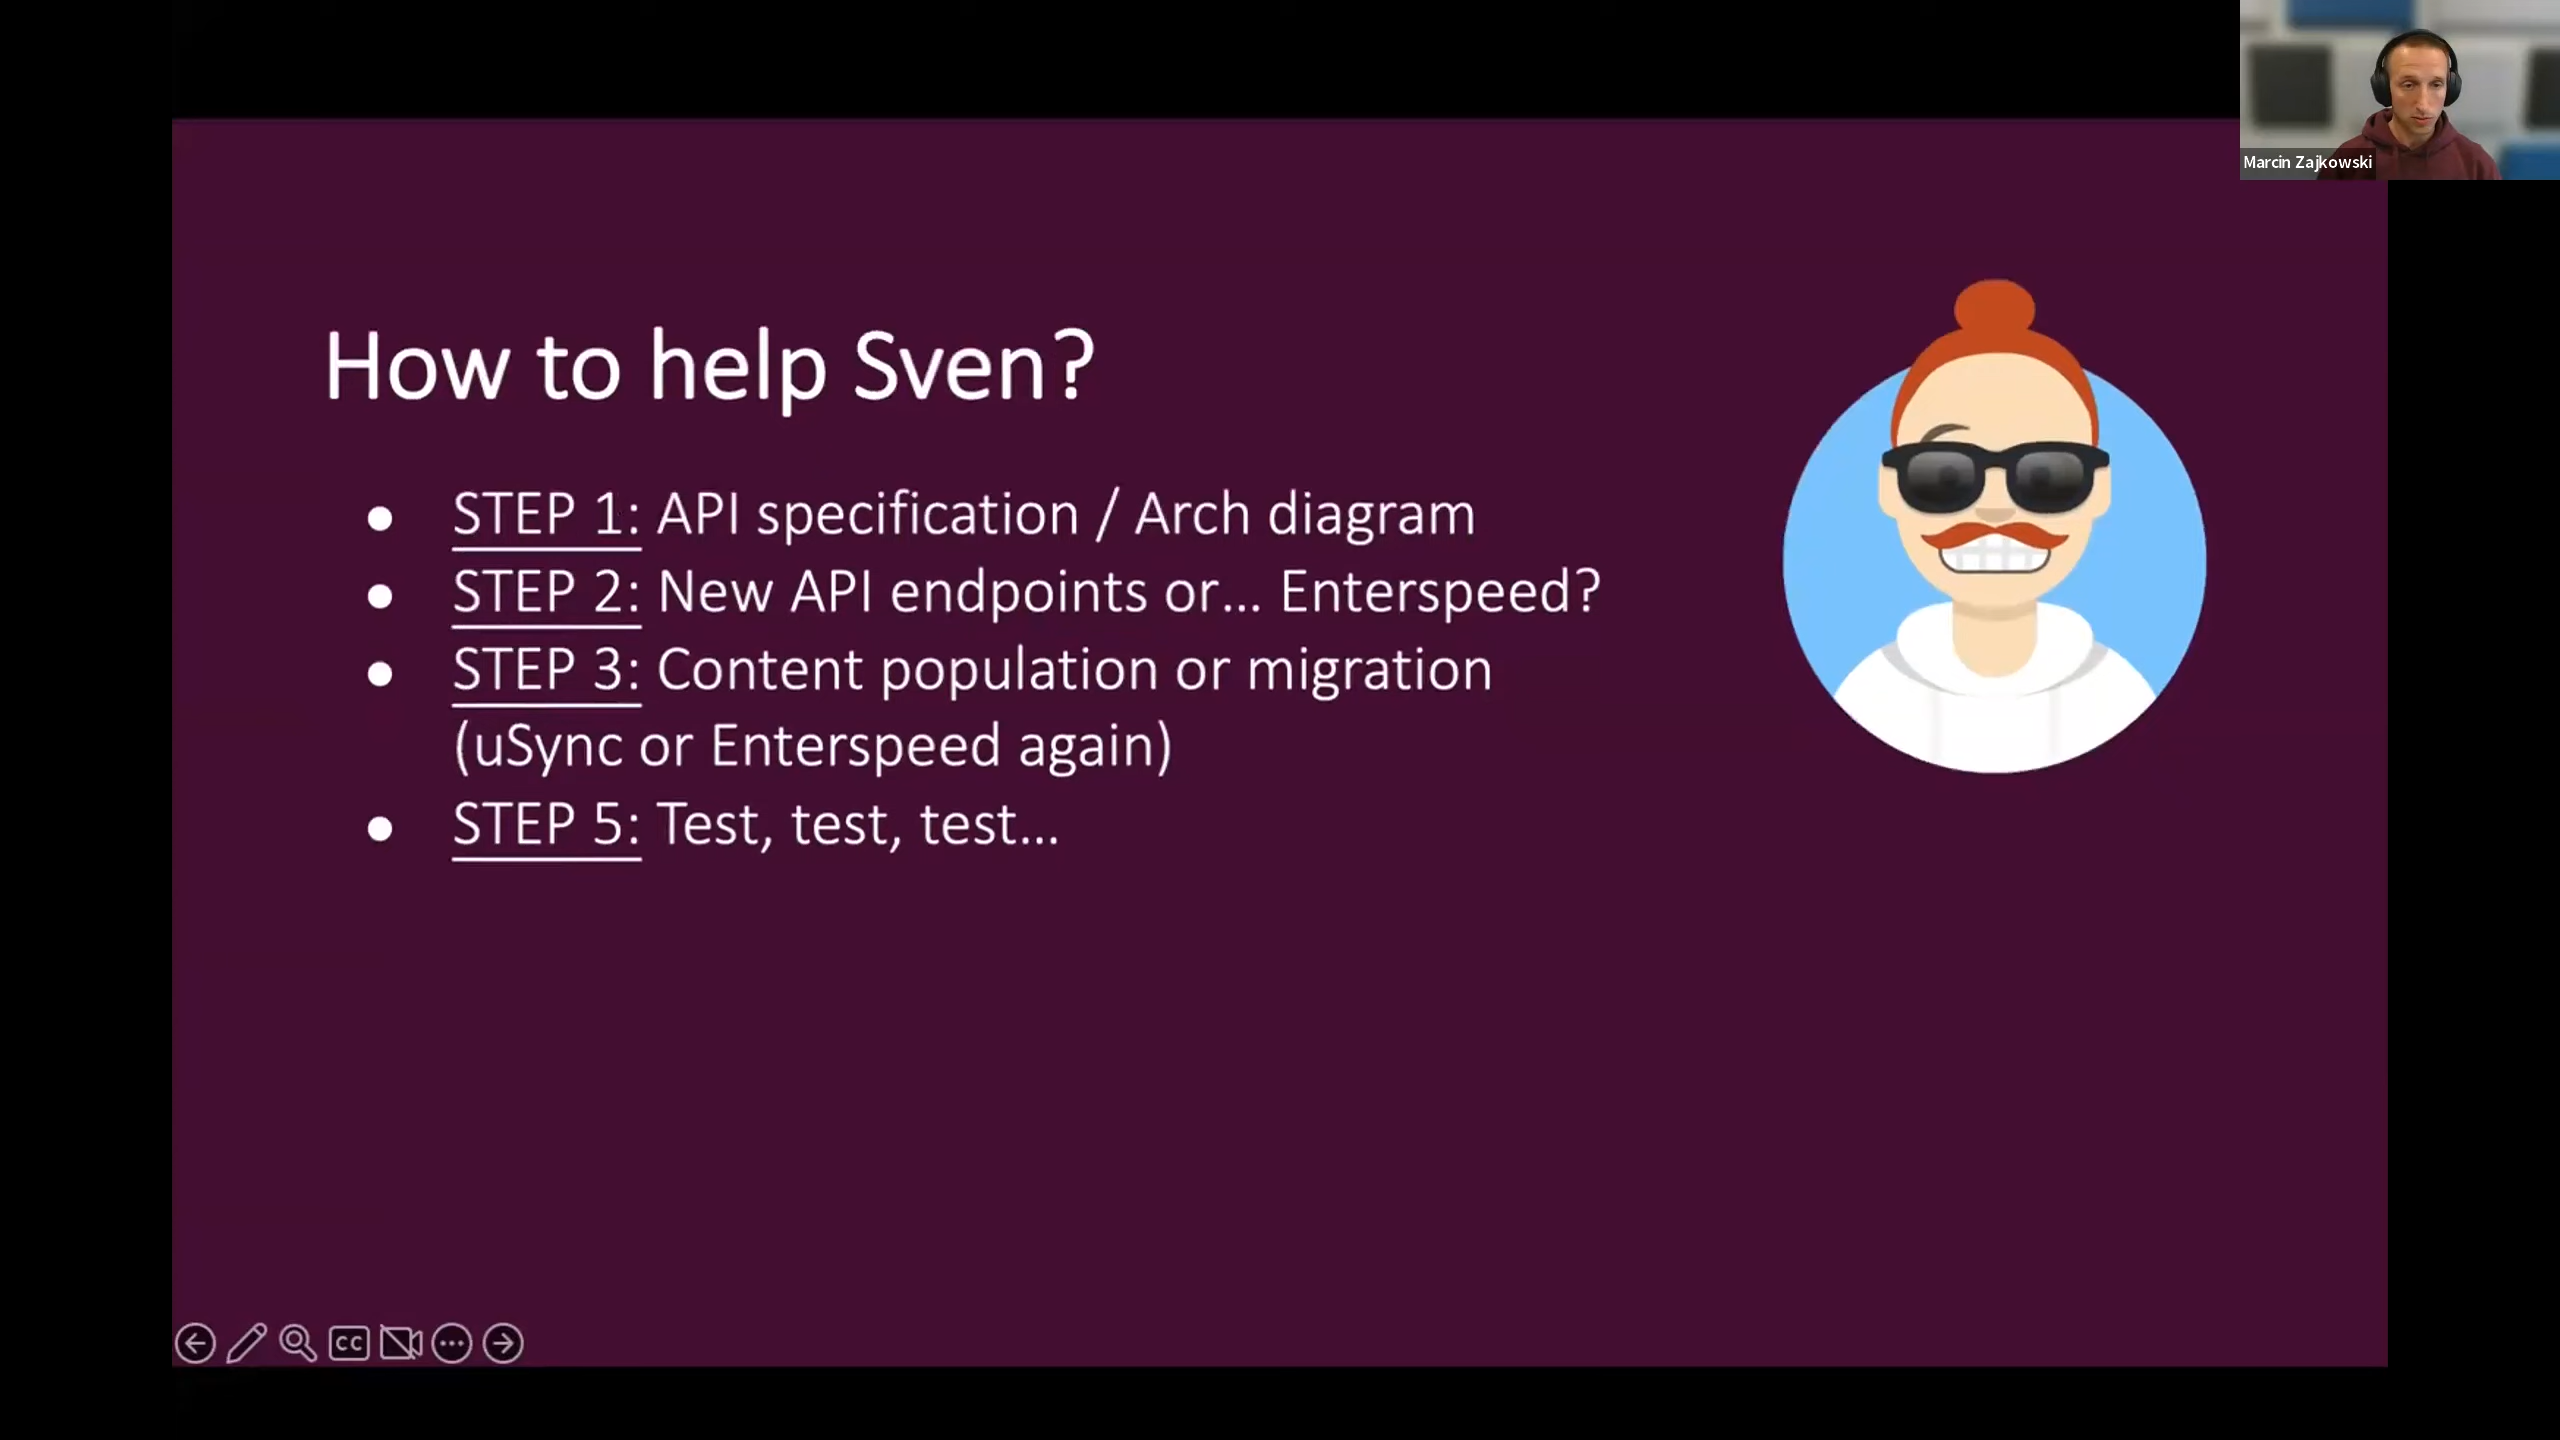 Marcin Zajkowski
How to help Sven?
● STEP 1: API specification / Arch diagram
● STEP 2: New API endpoints or... Enterspeed?
● STEP 3: Content population or migration
(uSync or Enterspeed again)
● STEP 5: Test, test, test...
CC